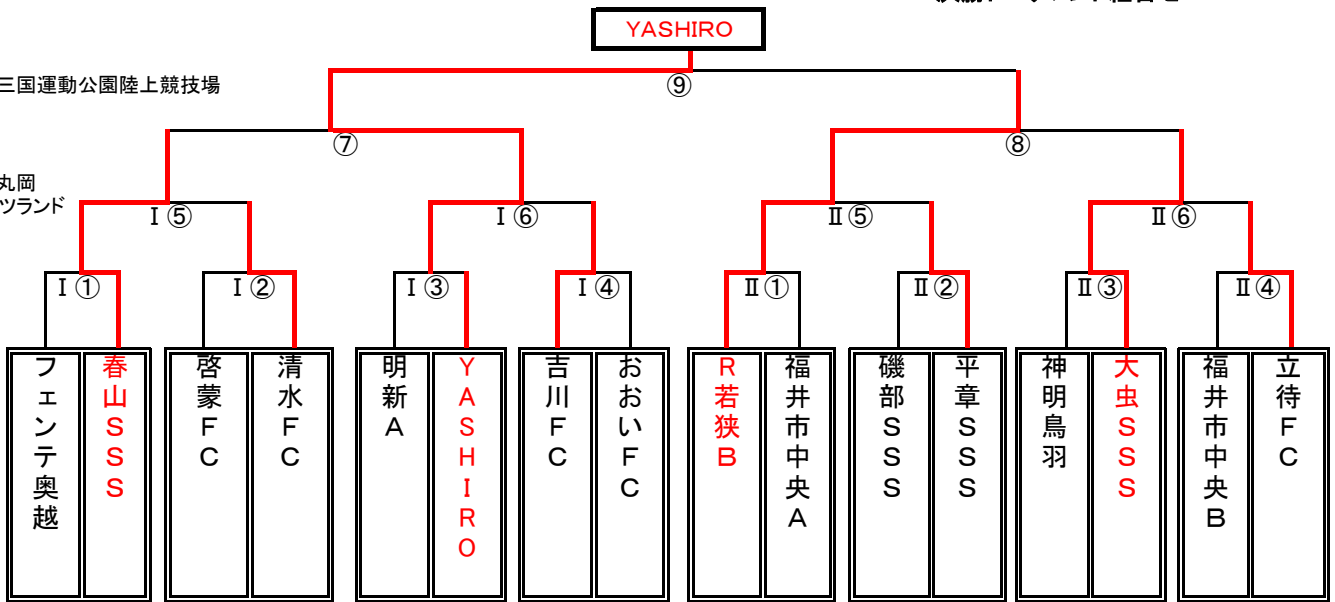 YASHIRO
⑨
三国運動公園陸上競技場
⑦
⑧
丸岡
ツランド
Ⅰ⑤
Ⅰ⑥
Ⅱ⑤
Ⅱ⑥
Ⅰ①
Ⅰ②
Ⅰ③
Ⅰ④
Ⅱ①
Ⅱ②
Ⅱ③
Ⅱ④
フェンテ奥越
春山SSS
啓蒙FC
清水FC
明新A
YASHIRO
吉川FC
おおいFC
R若狭B
福井市中央A
磯部SSS
平章SSS
神明鳥羽
大虫SSS
福井市中央B
立待FC